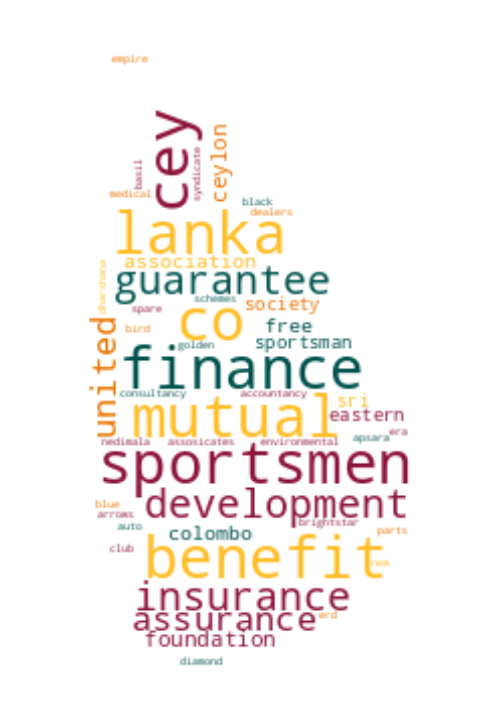 empire
cey
basil
syndicate
ceylon
medical
black
dealers
lanka
association
guarantee
dharshana
schemes
spare
society
co
bird
free
golden
sportsman
united
finance
consultancy
accountancy
mutual
sri
eastern
era
nedimala
assosicates
environmental
apsara
sportsmen
development
blue
arrows
brightstar
auto
colombo
parts
club
benefit
new
insurance
assurance
erd
foundation
diamond